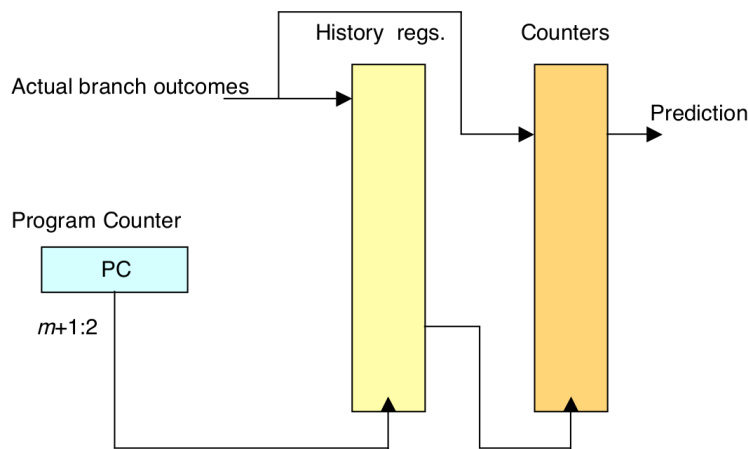 History regs.
Counters
Actual branch outcomes
Prediction
Program Counter
PC
m+1:2